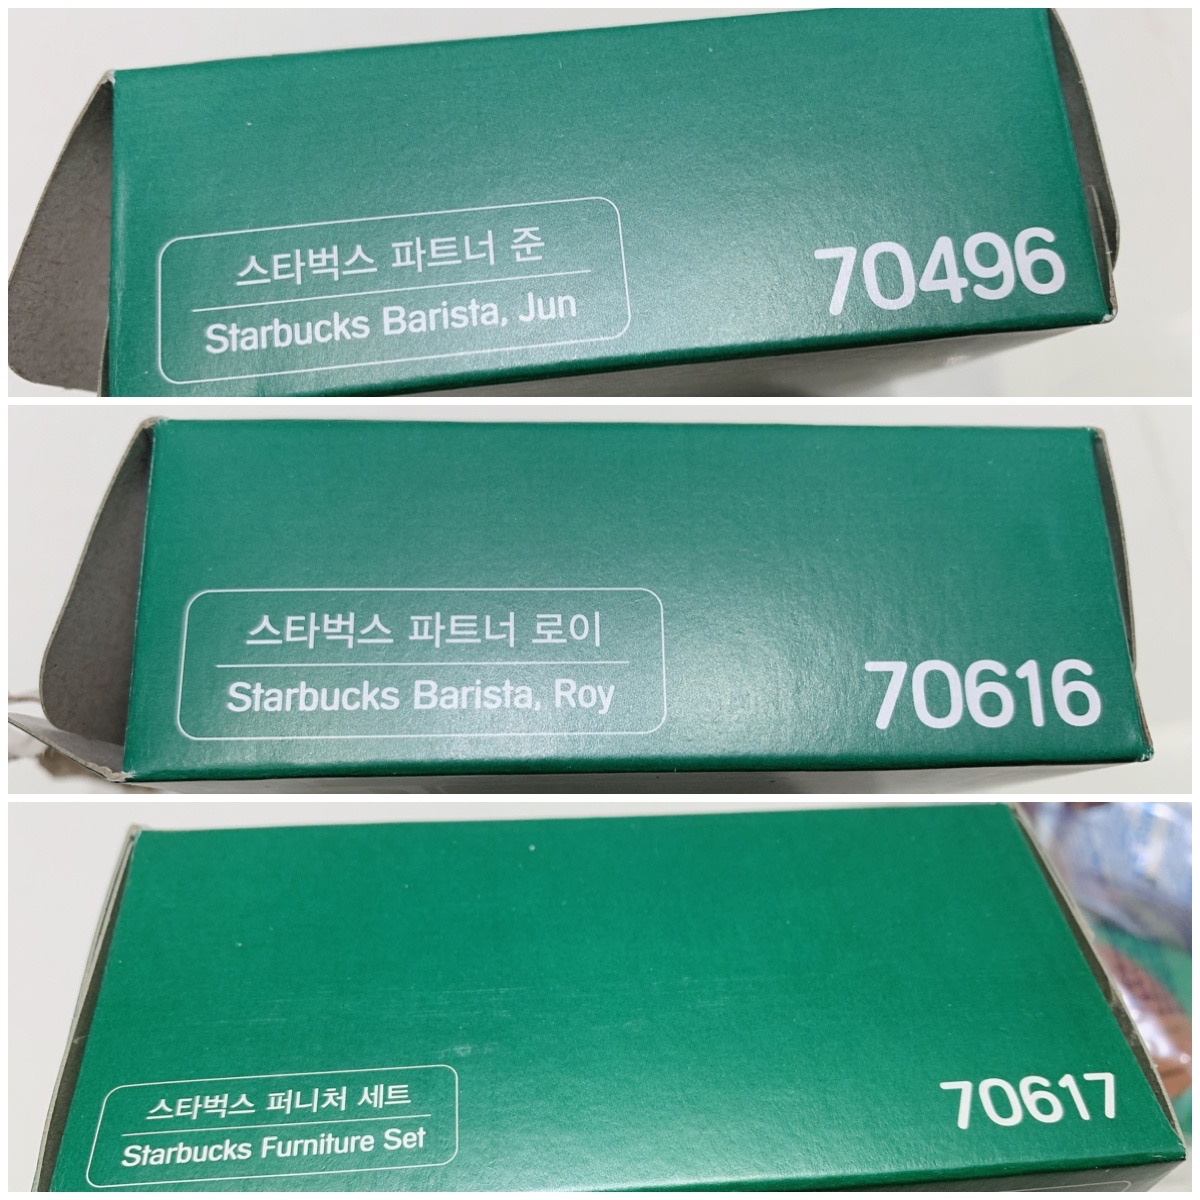 스타벅스 파트너 준
Starbucks Barista, Jun
70496
스타벅스 파트너 로이
Starbucks Barista, Roy
70616
스타벅스 퍼니처 세트
Starbucks Furniture Set
70617